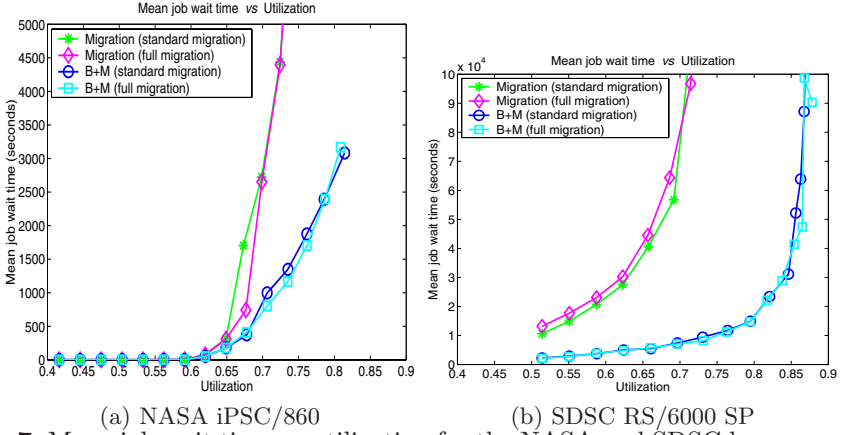 Mean job wait time vs Utilization
5000
4500
4000
3500
3000
2500
2000
1500
1000
500
0
Mean job wait time (seconds)
Migration (standard migration)
Migration (full migration)
B+M (standard migration)
B+M (full migration)
0.4 0.45 0.5 0.55 0.6 0.65 0.7 0.75 0.8 0.85 0.9
Utilization
(a) NASA iPSC/860
Mean job wait time vs Utilization
10 x 10^4
9
8
7
6
5
4
3
2
1
0
Mean job wait time (seconds)
Migration (standard migration)
Migration (full migration)
B+M (standard migration)
B+M (full migration)
0.4 0.45 0.5 0.55 0.6 0.65 0.7 0.75 0.8 0.85 0.9
Utilization
(b) SDSC RS/6000 SP